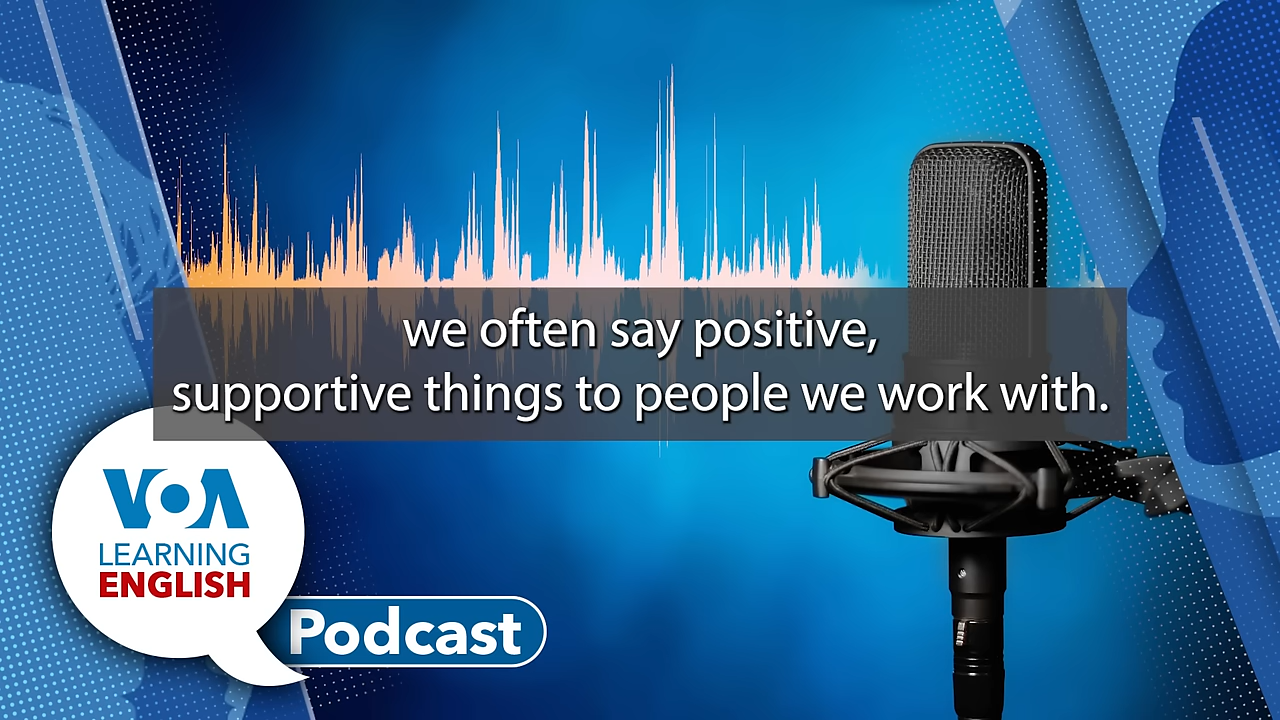 we often say positive,
supportive things to people we work with.
VOA
LEARNING
ENGLISH
Podcast